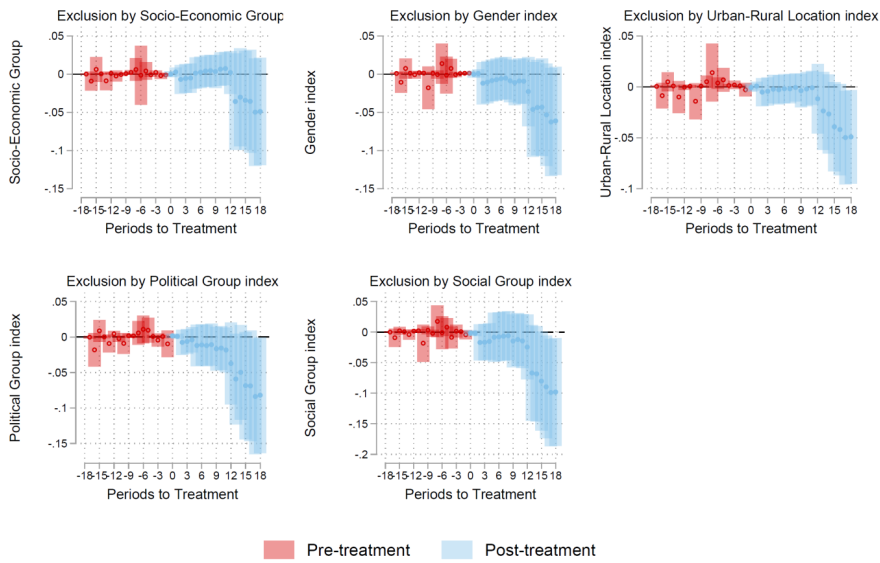 Exclusion by Socio-Economic Group
Socio-Economic Group
.05
0
-.05
-.1
-.15
-18 -15 -12 -9 -6 -3 0 3 6 9 12 15 18
Periods to Treatment
Exclusion by Gender index
Gender index
.05
0
-.05
-.1
-.15
-18 -15 -12 -9 -6 -3 0 3 6 9 12 15 18
Periods to Treatment
Exclusion by Urban-Rural Location index
Urban-Rural Location index
.05
0
-.05
-.1
-18 -15 -12 -9 -6 -3 0 3 6 9 12 15 18
Periods to Treatment
Exclusion by Political Group index
Political Group index
.05
0
-.05
-.1
-.15
-18 -15 -12 -9 -6 -3 0 3 6 9 12 15 18
Periods to Treatment
Exclusion by Social Group index
Social Group index
.05
0
-.05
-.1
-.15
-.2
-18 -15 -12 -9 -6 -3 0 3 6 9 12 15 18
Periods to Treatment
Pre-treatment
Post-treatment